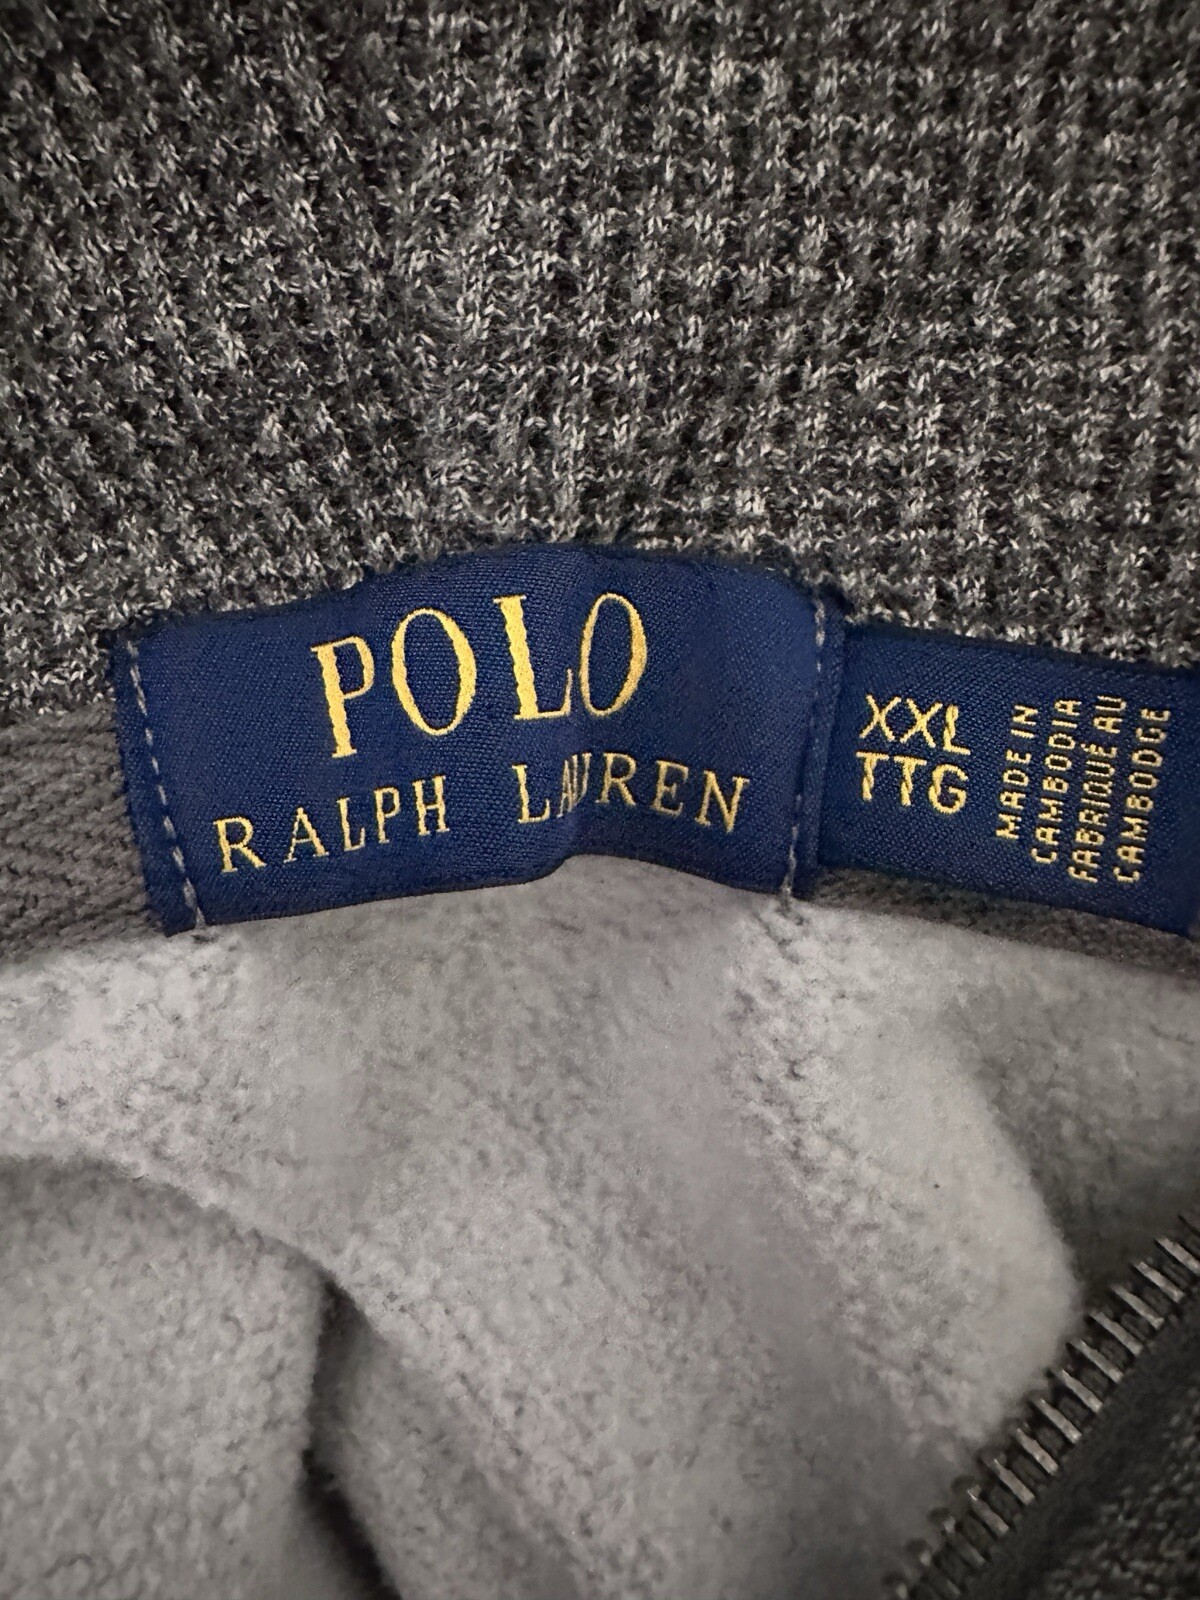 POLO
RALPH LAUREN
XXL
TTG
MADE IN
CAMBODIA
FABRIQUÉ AU
CAMBODGE